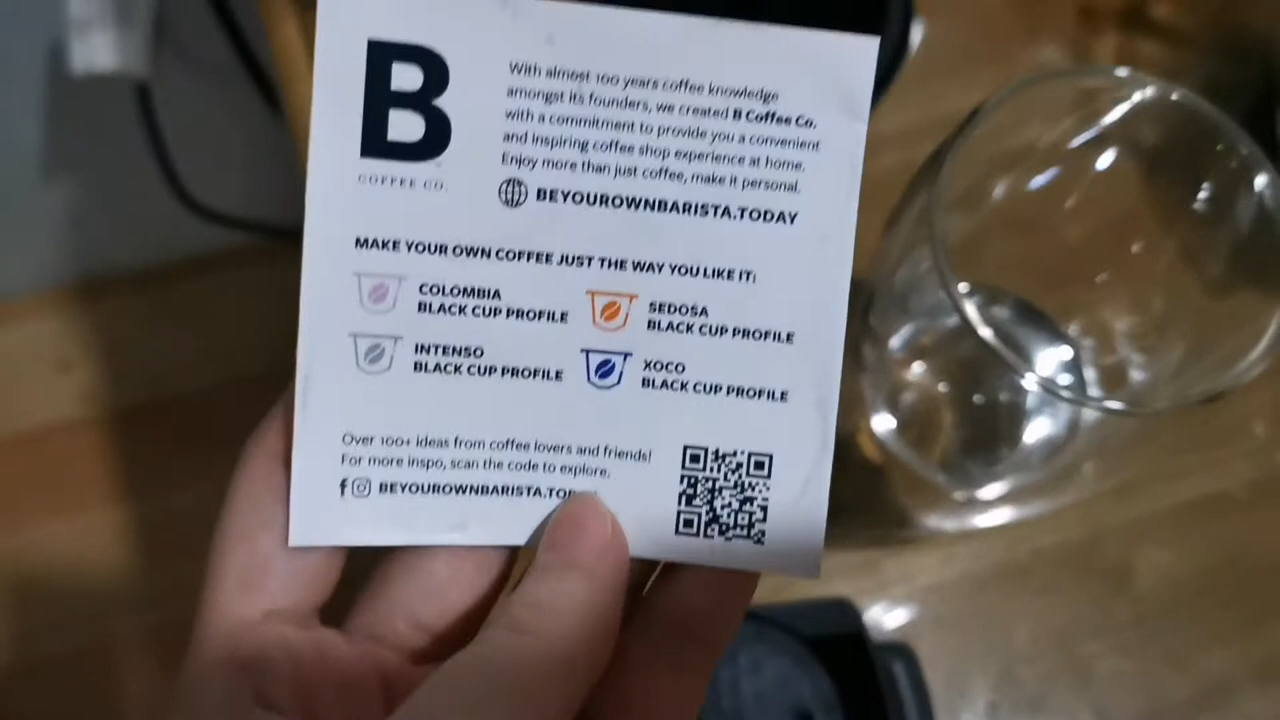 B
COFFEE CO.
With almost 100 years coffee knowledge
amongst its founders, we created B Coffee Co.
with a commitment to provide you a convenient
and inspiring coffee shop experience at home.
Enjoy more than just coffee, make it personal.
BEYOUROWNBARISTA.TODAY
MAKE YOUR OWN COFFEE JUST THE WAY YOU LIKE IT:
COLOMBIA
BLACK CUP PROFILE
SEDOSA
BLACK CUP PROFILE
INTENSO
BLACK CUP PROFILE
XOCO
BLACK CUP PROFILE
Over 100+ ideas from coffee lovers and friends!
For more inspo, scan the code to explore.